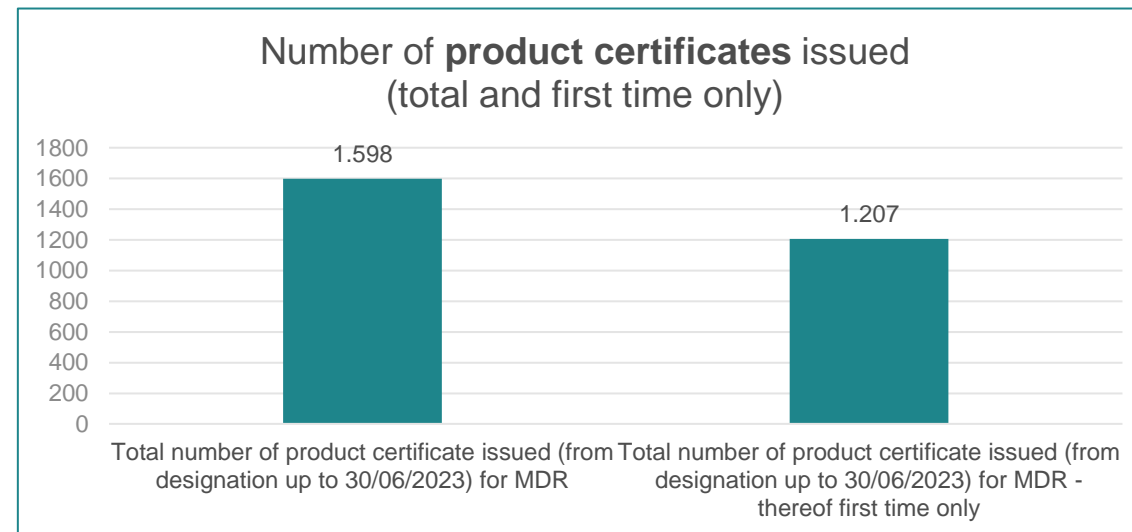 Number of product certificates issued
(total and first time only)
1800
1600
1400
1200
1000
800
600
400
200
0
1.598
1.207
Total number of product certificate issued (from
designation up to 30/06/2023) for MDR
Total number of product certificate issued (from
designation up to 30/06/2023) for MDR -
thereof first time only